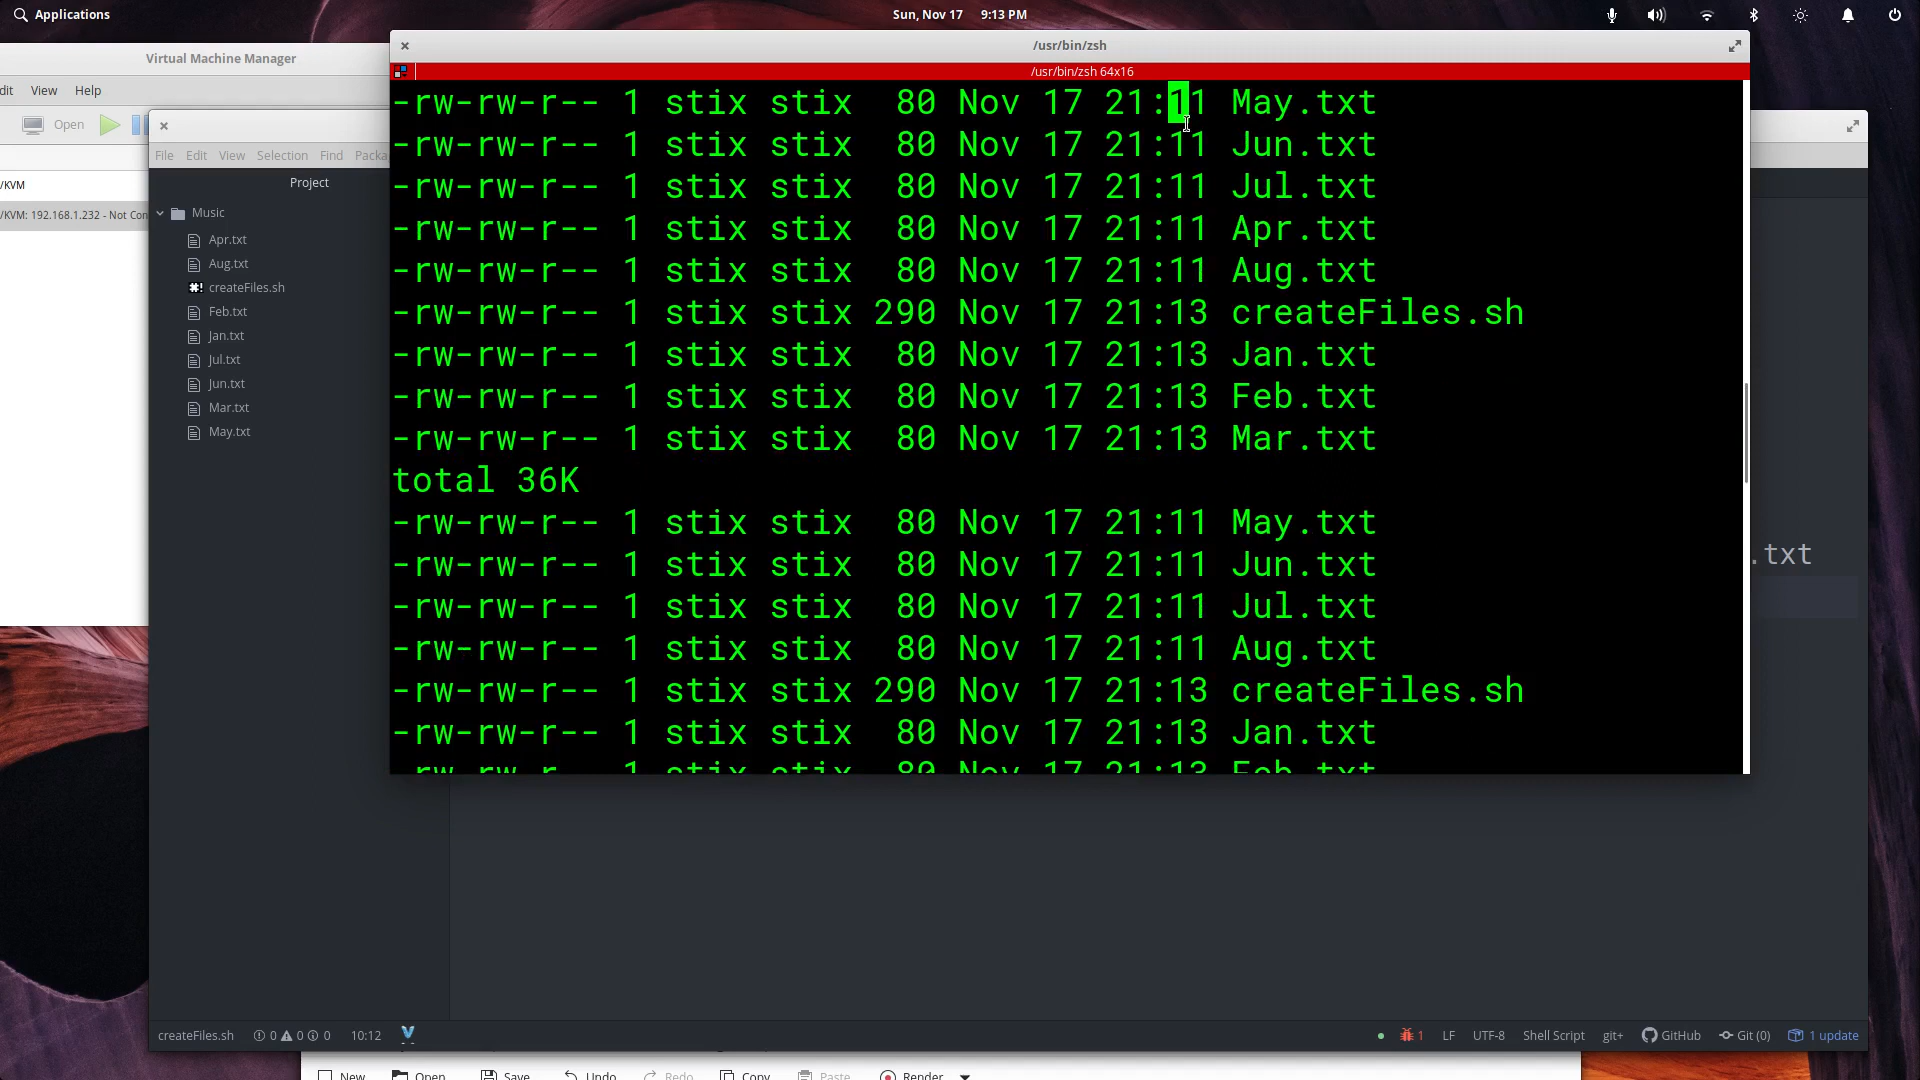 Applications
Sun, Nov 17 9:13 PM
Virtual Machine Manager
dit View Help
Open
/KVM
/KVM: 192.168.1.232 - Not Con
File Edit View Selection Find Packa
Project
Music
Apr.txt
Aug.txt
createFiles.sh
Feb.txt
Jan.txt
Jul.txt
Jun.txt
Mar.txt
May.txt
/usr/bin/zsh
/usr/bin/zsh 64x16
-rw-rw-r-- 1 stix stix 80 Nov 17 21:11 May.txt
-rw-rw-r-- 1 stix stix 80 Nov 17 21:11 Jun.txt
-rw-rw-r-- 1 stix stix 80 Nov 17 21:11 Jul.txt
-rw-rw-r-- 1 stix stix 80 Nov 17 21:11 Apr.txt
-rw-rw-r-- 1 stix stix 80 Nov 17 21:11 Aug.txt
-rw-rw-r-- 1 stix stix 290 Nov 17 21:13 createFiles.sh
-rw-rw-r-- 1 stix stix 80 Nov 17 21:13 Jan.txt
-rw-rw-r-- 1 stix stix 80 Nov 17 21:13 Feb.txt
-rw-rw-r-- 1 stix stix 80 Nov 17 21:13 Mar.txt
total 36K
-rw-rw-r-- 1 stix stix 80 Nov 17 21:11 May.txt
-rw-rw-r-- 1 stix stix 80 Nov 17 21:11 Jun.txt
-rw-rw-r-- 1 stix stix 80 Nov 17 21:11 Jul.txt
-rw-rw-r-- 1 stix stix 80 Nov 17 21:11 Aug.txt
-rw-rw-r-- 1 stix stix 290 Nov 17 21:13 createFiles.sh
-rw-rw-r-- 1 stix stix 80 Nov 17 21:13 Jan.txt
-rw-rw-r-- 1 stix stix 80 Nov 17 21:13 Feb.txt
.txt
createFiles.sh 0 0 0 10:12
1 LF UTF-8 Shell Script git+ GitHub Git (0) 1 update
New Open Save Undo Redo Copy Paste Render